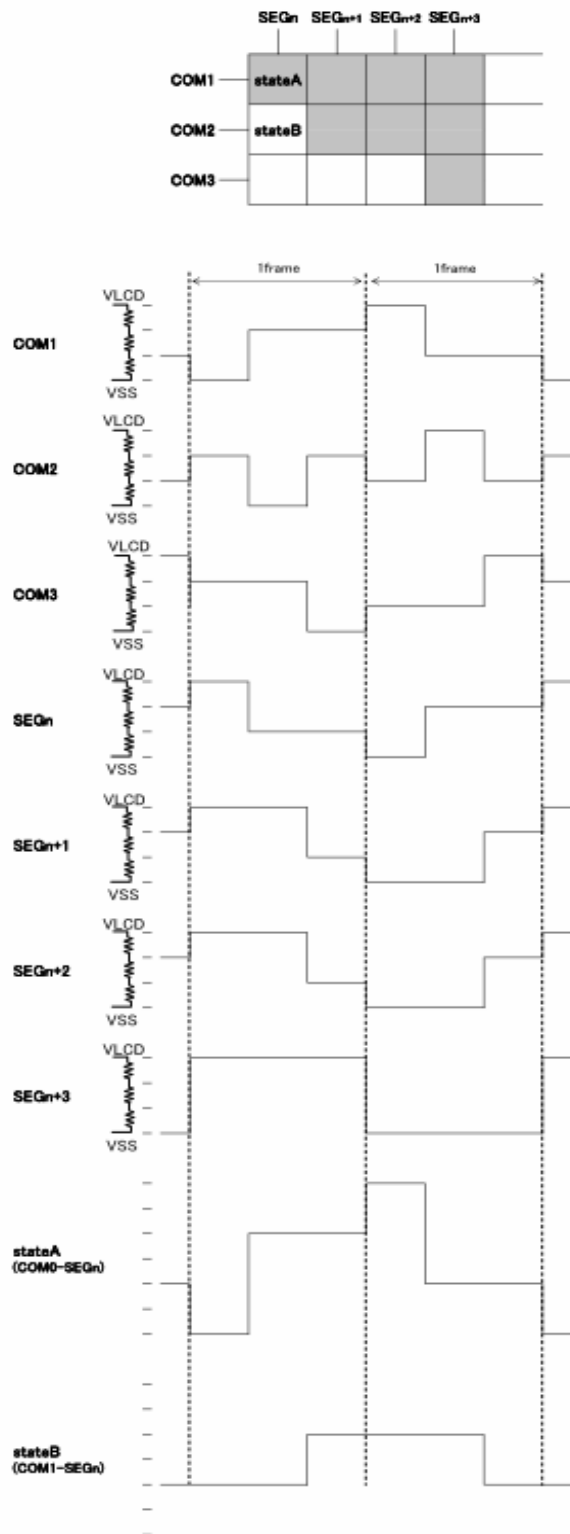 SEGn SEGn+1 SEGn+2 SEGn+3
COM1 stateA
COM2 stateB
COM3
1frame 1frame
VLCD
COM1
VSS
VLCD
COM2
VSS
VLCD
COM3
VSS
VLCD
SEGn
VSS
VLCD
SEGn+1
VSS
VLCD
SEGn+2
VSS
VLCD
SEGn+3
VSS
stateA
(COM0-SEGn)
stateB
(COM1-SEGn)